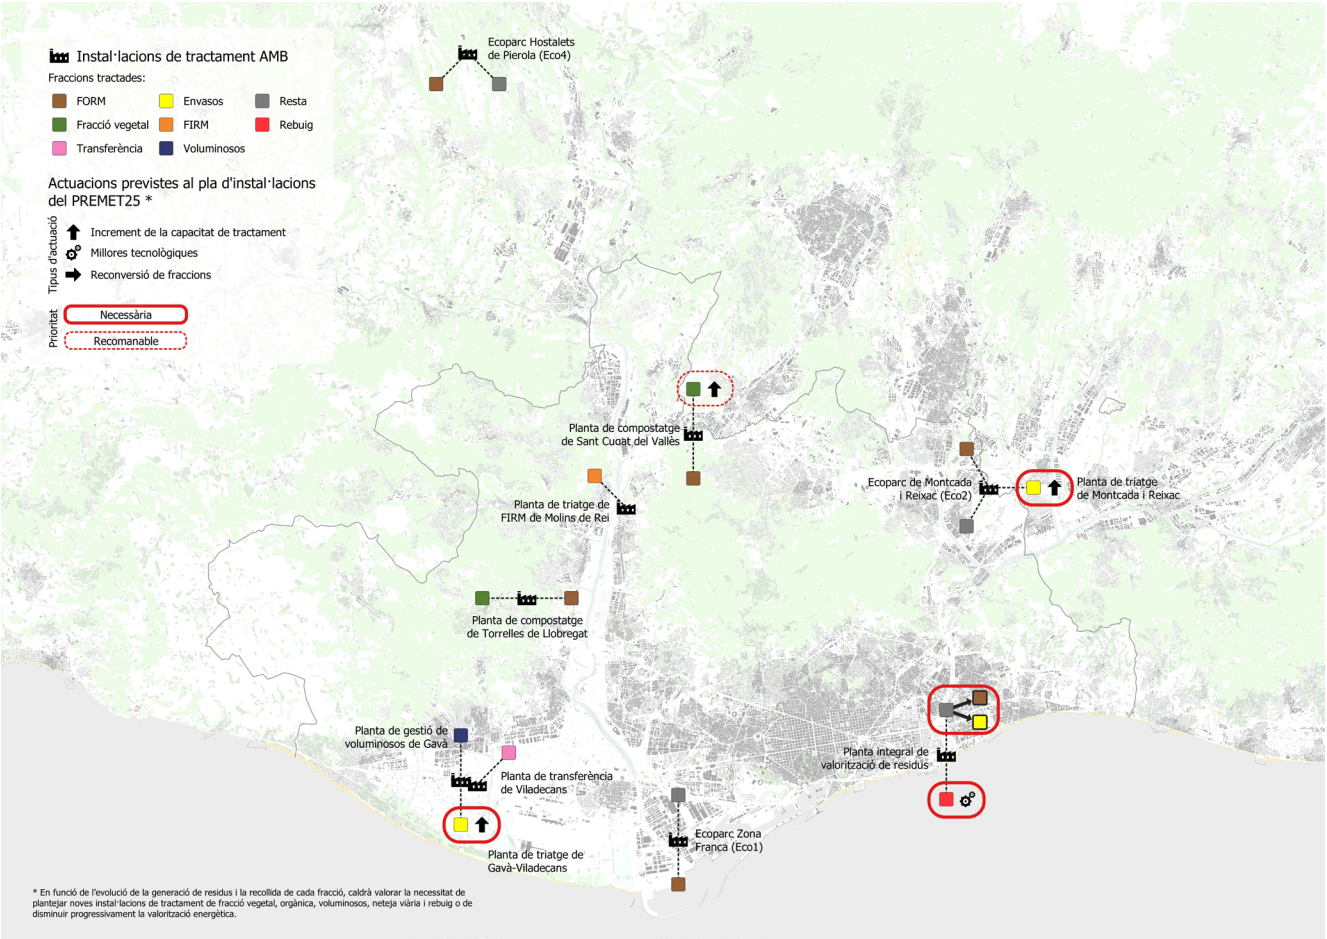 Instal·lacions de tractament AMB
Fraccions tractades:
FORM
Envasos
Resta
Fracció vegetal
FIRM
Rebuig
Transferència
Voluminosos
Actuacions previstes al pla d'instal·lacions
del PREMET25 *
Tipus d'actuació
Increment de la capacitat de tractament
Millores tecnològiques
Reconversió de fraccions
Prioritat
Necessària
Recomanable
Ecoparc Hostalets
de Pierola (Eco4)
Planta de compostatge
de Sant Cugat del Vallès
Planta de triatge de
FIRM de Molins de Rei
Ecoparc de Montcada
i Reixac (Eco2)
Planta de triatge
de Montcada i Reixac
Planta de compostatge
de Torrelles de Llobregat
Planta de gestió de
voluminosos de Gavà
Planta de transferència
de Viladecans
Planta integral de
valorització de residus
Ecoparc Zona
Franca (Eco1)
Planta de triatge de
Gavà-Viladecans
* En funció de l'evolució de la generació de residus i la recollida de cada fracció, caldrà valorar la necessitat de
plantejar noves instal·lacions de tractament de fracció vegetal, orgànica, voluminosos, neteja viària i rebuig o de
disminuir progressivament la valorització energètica.